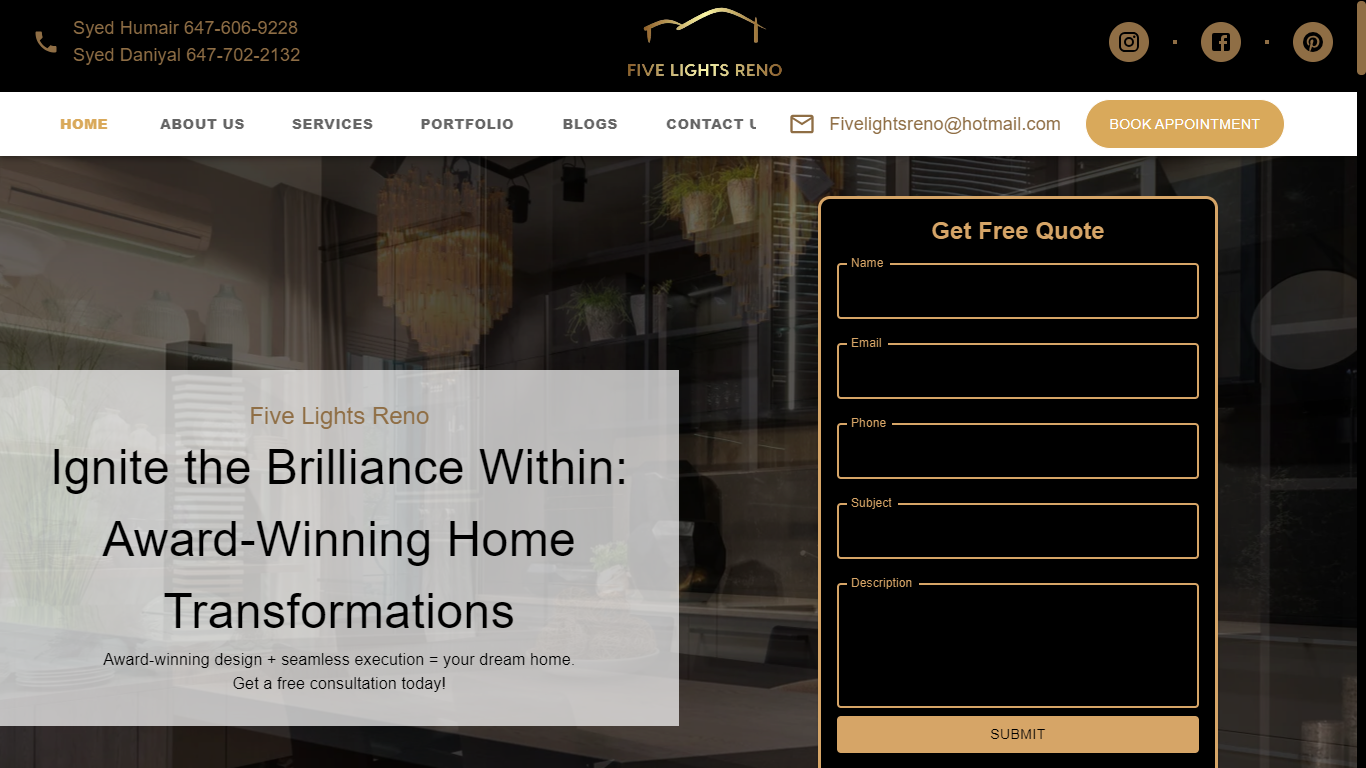 Syed Humair 647-606-9228
Syed Daniyal 647-702-2132
FIVE LIGHTS RENO
HOME
ABOUT US
SERVICES
PORTFOLIO
BLOGS
CONTACT U
Fivelightsreno@hotmail.com
BOOK APPOINTMENT
Five Lights Reno
Ignite the Brilliance Within:
Award-Winning Home
Transformations
Award-winning design + seamless execution = your dream home.
Get a free consultation today!
Get Free Quote
Name
Email
Phone
Subject
Description
SUBMIT